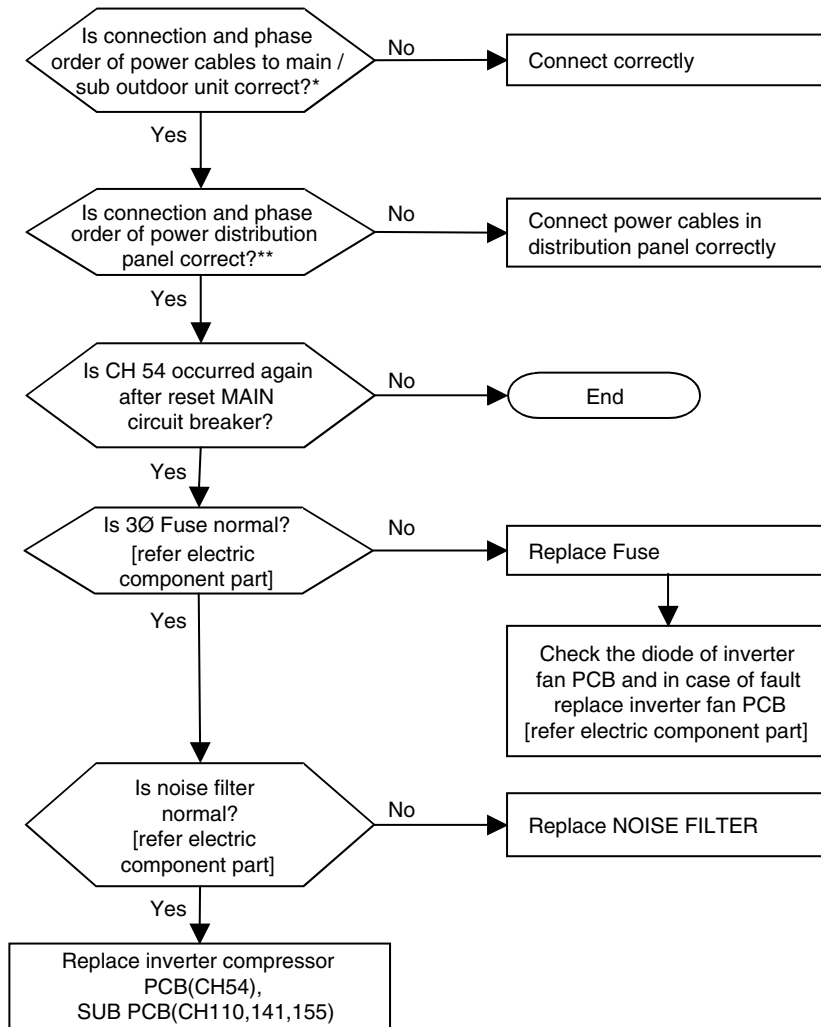 Is connection and phase
order of power cables to main /
sub outdoor unit correct?*
No
Connect correctly
Yes
Is connection and phase
order of power distribution
panel correct?**
No
Connect power cables in
distribution panel correctly
Yes
Is CH 54 occurred again
after reset MAIN
circuit breaker?
No
End
Yes
Is 3Ø Fuse normal?
[refer electric
component part]
No
Replace Fuse
Yes
Check the diode of inverter
fan PCB and in case of fault
replace inverter fan PCB
[refer electric component part]
Is noise filter
normal?
[refer electric
component part]
No
Replace NOISE FILTER
Yes
Replace inverter compressor
PCB(CH54),
SUB PCB(CH110,141,155)